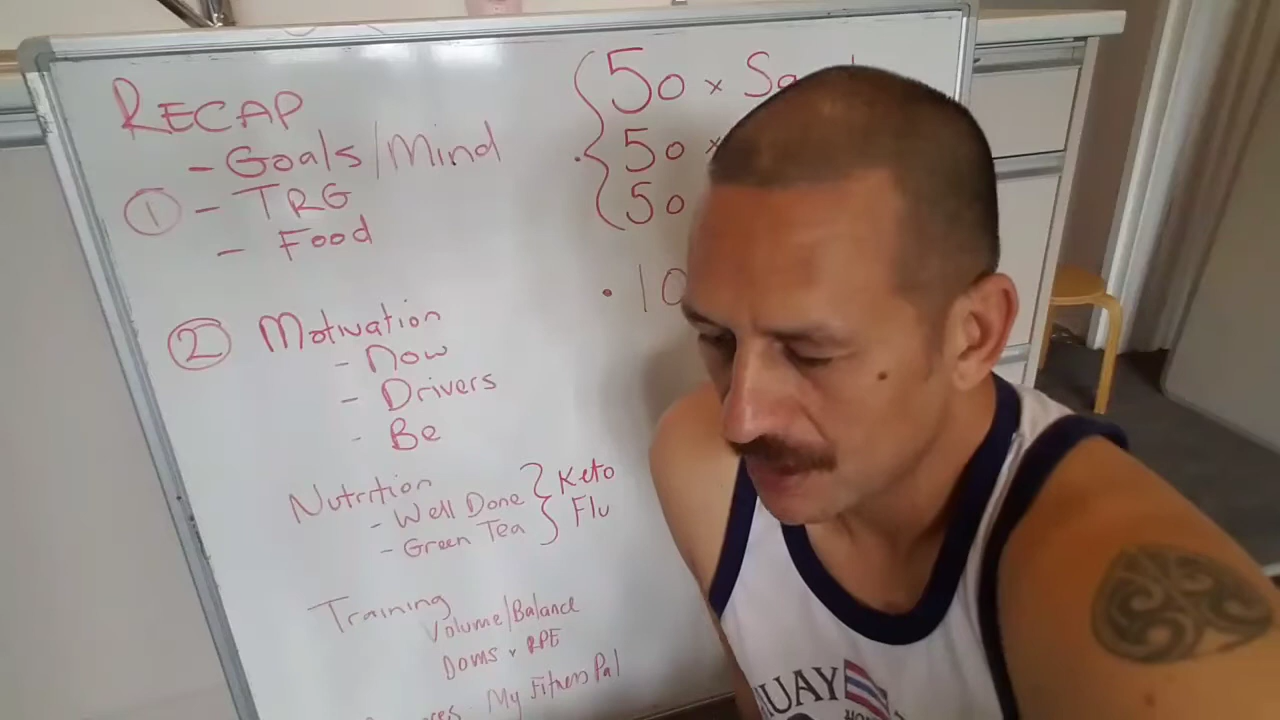 RECAP
- Goals/Mind
① - TRG
- Food
② Motivation
- Now
- Drivers
- Be
Nutrition
- Well Done } Keto
- Green Tea } Flu
Training
Volume/Balance
Doms x RPE
My Fitness Pal
50 x
50 x
50
• 10
MUAY